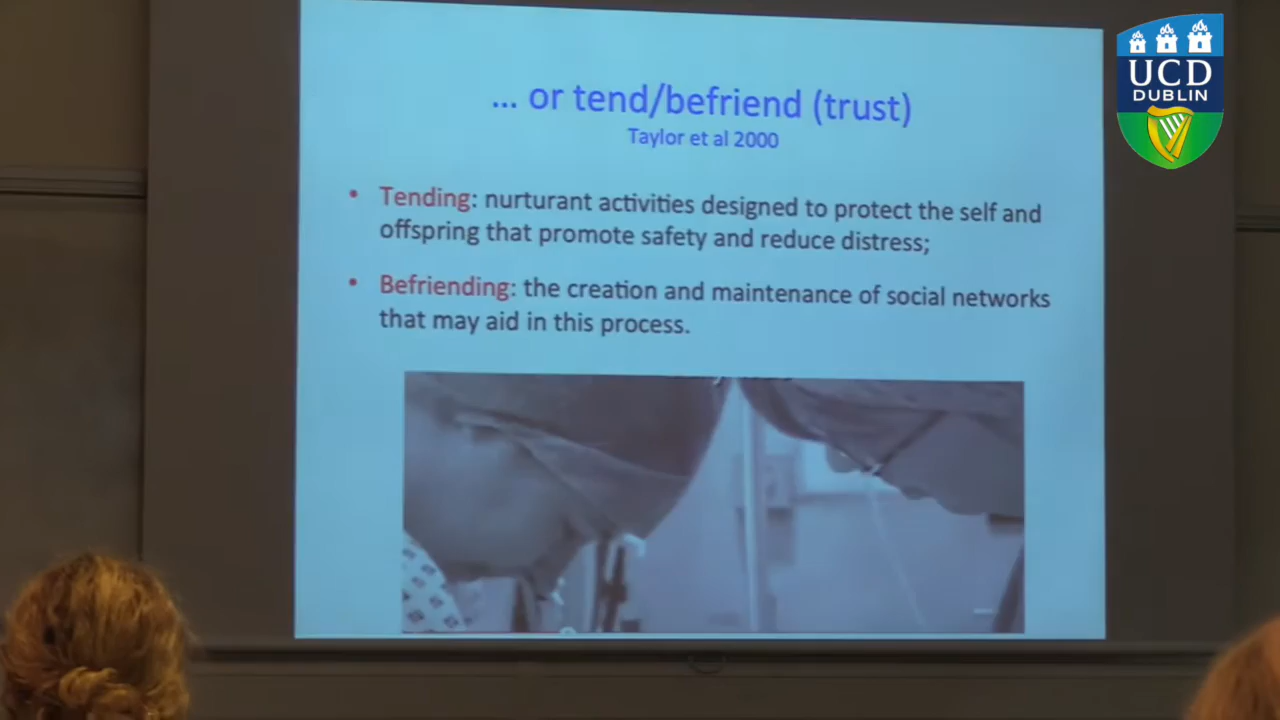 ... or tend/befriend (trust)
Taylor et al 2000
• Tending: nurturant activities designed to protect the self and
offspring that promote safety and reduce distress;
• Befriending: the creation and maintenance of social networks
that may aid in this process.
UCD
DUBLIN